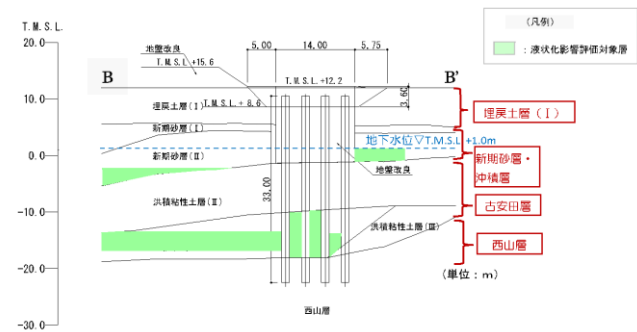 T.M.S.L.
20.0
10.0
0.0
-10.0
-20.0
-30.0
(凡例)
:液状化影響評価対象層
5.00
14.00
5.75
地盤改良
T.M.S.L.+15.6
B
B'
T.M.S.L.+12.2
3.60
埋戻土層(Ⅰ)
T.M.S.L.+8.6
新期砂層(Ⅰ)
地下水位▽T.M.S.L.+1.0m
新期砂層(Ⅱ)
地盤改良
33.00
洪積粘性土層(Ⅱ)
洪積粘性土層(Ⅲ)
西山層
埋戻土層(Ⅰ)
新期砂層・
沖積層
古安田層
西山層
(単位:m)